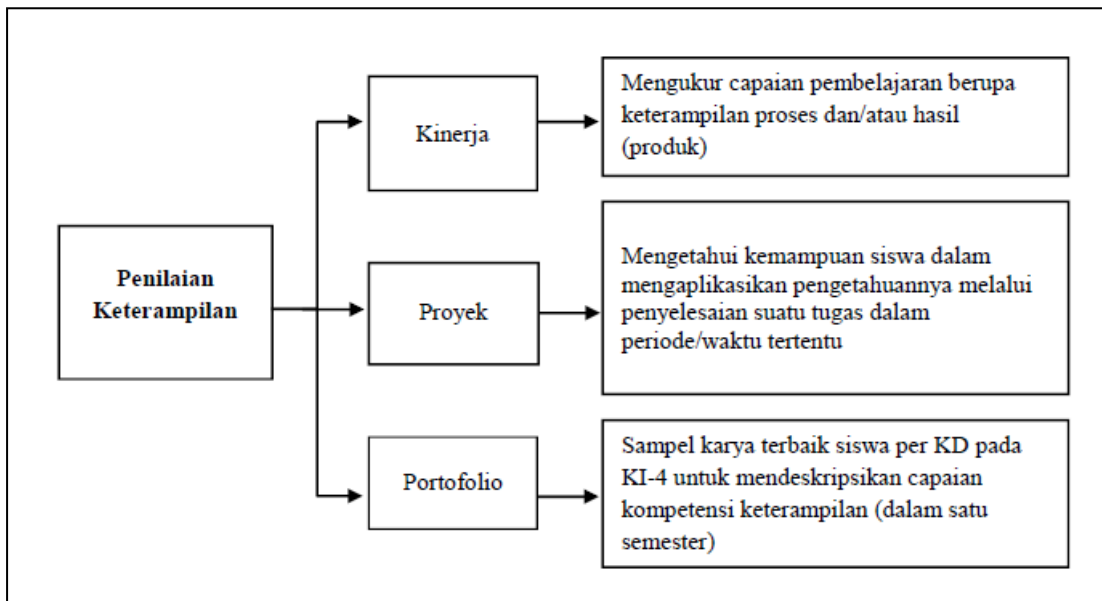 Penilaian
Keterampilan
Kinerja
Mengukur capaian pembelajaran berupa
keterampilan proses dan/atau hasil
(produk)
Proyek
Mengetahui kemampuan siswa dalam
mengaplikasikan pengetahuannya melalui
penyelesaian suatu tugas dalam
periode/waktu tertentu
Portofolio
Sampel karya terbaik siswa per KD pada
KI-4 untuk mendeskripsikan capaian
kompetensi keterampilan (dalam satu
semester)